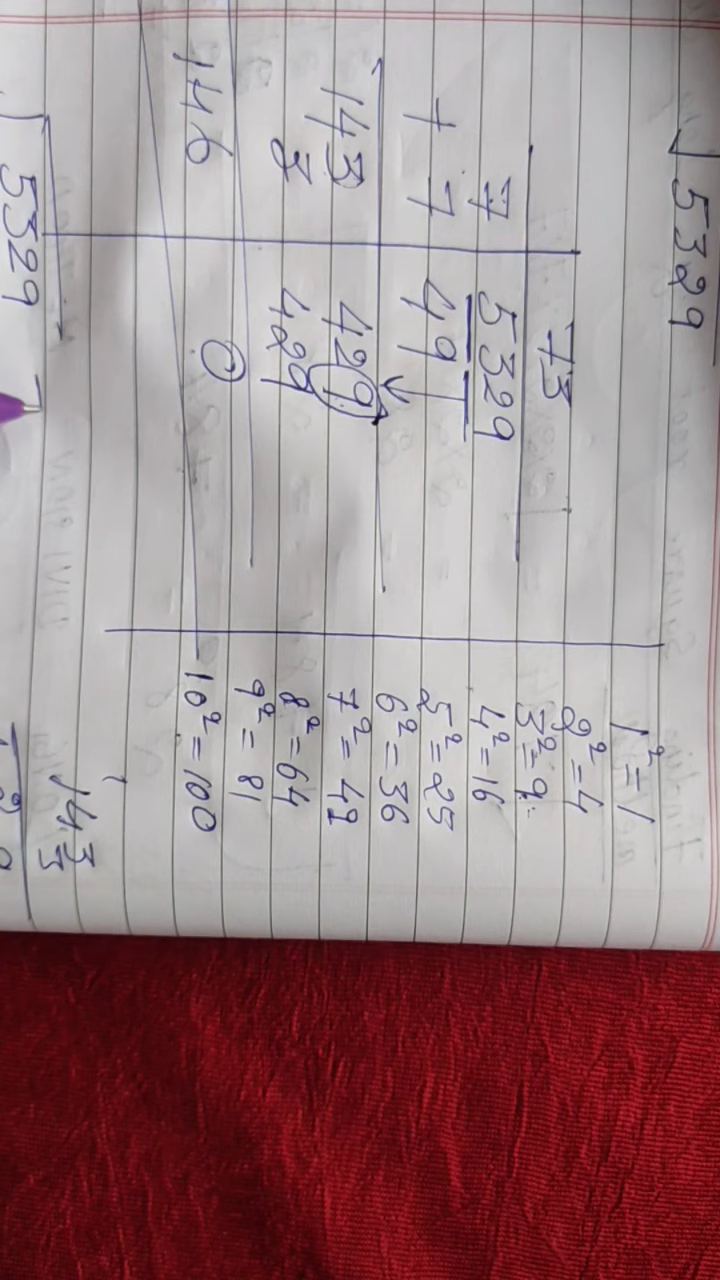 √5329
73
7 5329
+ 7 49↓
143 429
3 429
146 0
1² = 1
2² = 4
3² = 9
4² = 16
5² = 25
6² = 36
7² = 49
8² = 64
9² = 81
10² = 100
143
3
√5329